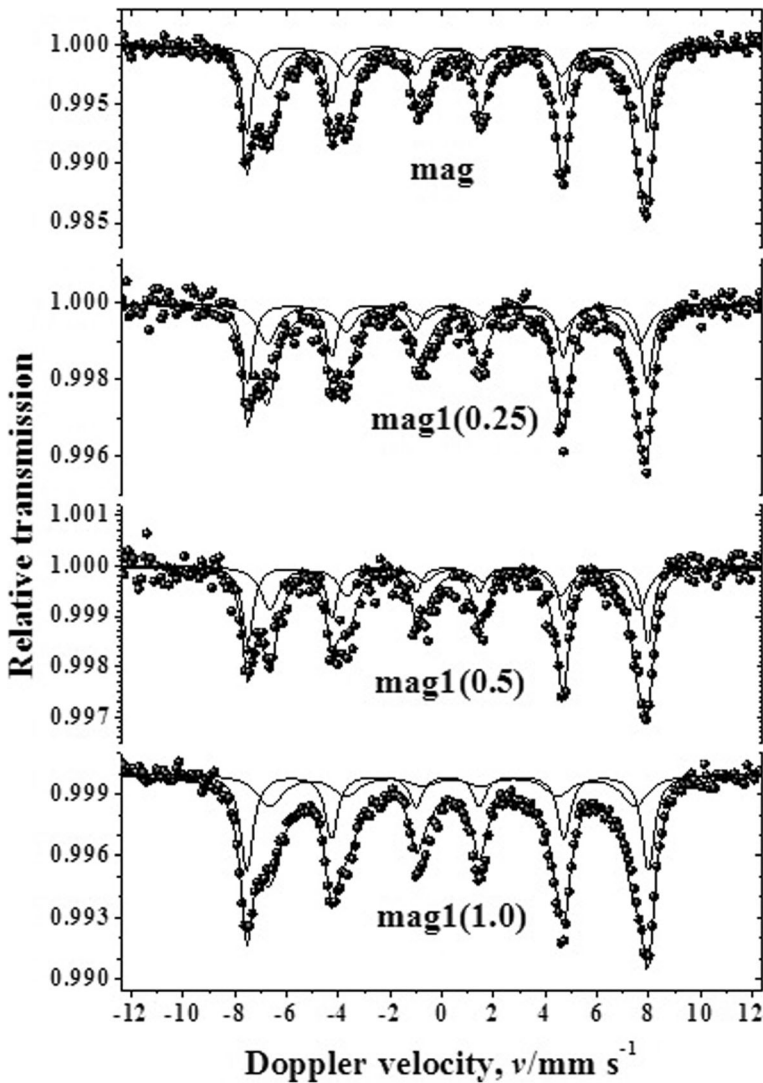 Relative transmission
1.000
0.995
0.990
0.985
mag
1.000
0.998
0.996
mag1(0.25)
1.001
1.000
0.999
0.998
0.997
mag1(0.5)
0.999
0.996
0.993
0.990
mag1(1.0)
-12 -10 -8 -6 -4 -2 0 2 4 6 8 10 12
Doppler velocity, v/mm s⁻¹